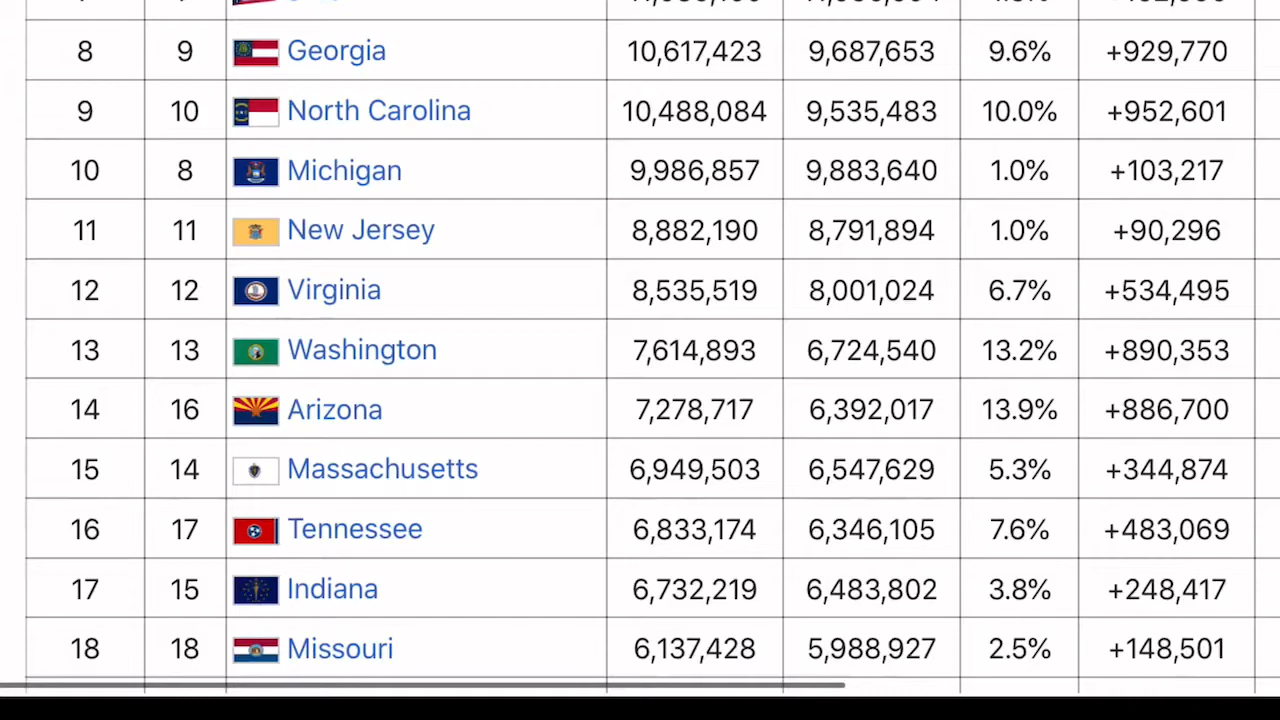 8 9 Georgia 10,617,423 9,687,653 9.6% +929,770
9 10 North Carolina 10,488,084 9,535,483 10.0% +952,601
10 8 Michigan 9,986,857 9,883,640 1.0% +103,217
11 11 New Jersey 8,882,190 8,791,894 1.0% +90,296
12 12 Virginia 8,535,519 8,001,024 6.7% +534,495
13 13 Washington 7,614,893 6,724,540 13.2% +890,353
14 16 Arizona 7,278,717 6,392,017 13.9% +886,700
15 14 Massachusetts 6,949,503 6,547,629 5.3% +344,874
16 17 Tennessee 6,833,174 6,346,105 7.6% +483,069
17 15 Indiana 6,732,219 6,483,802 3.8% +248,417
18 18 Missouri 6,137,428 5,988,927 2.5% +148,501